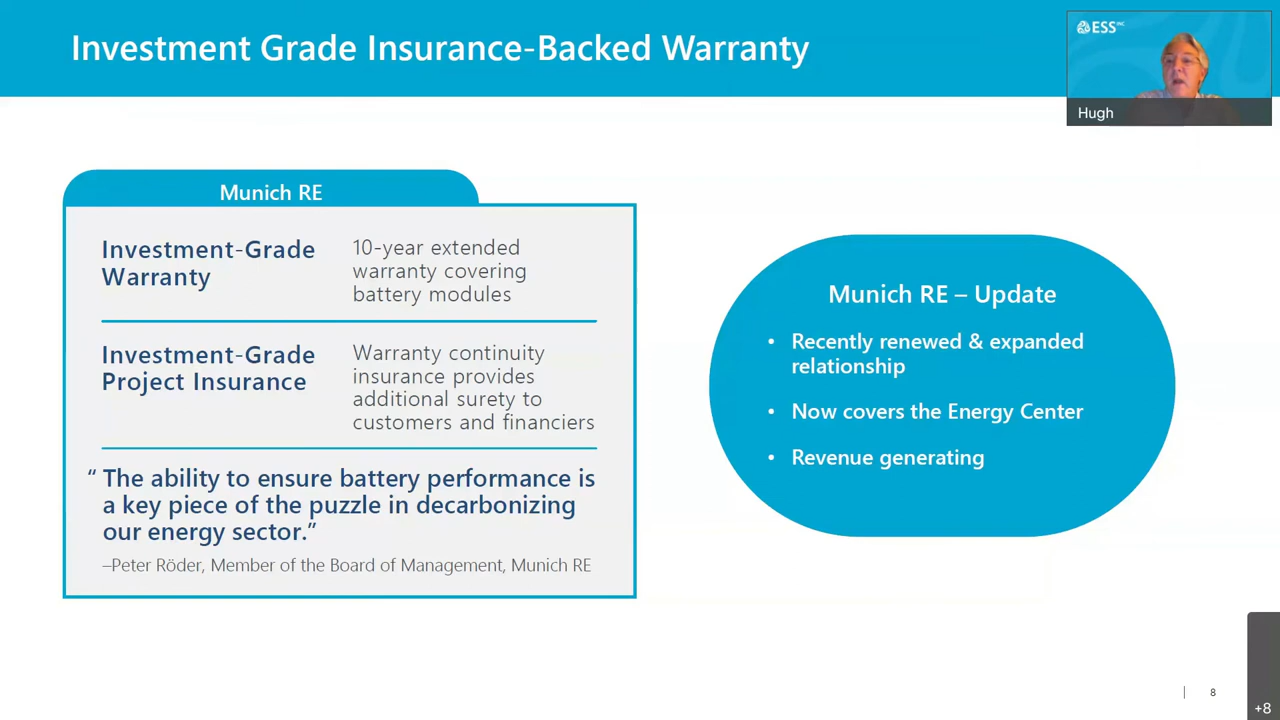 Investment Grade Insurance-Backed Warranty
ESS INC
Hugh
Munich RE
Investment-Grade
Warranty
10-year extended
warranty covering
battery modules
Investment-Grade
Project Insurance
Warranty continuity
insurance provides
additional surety to
customers and financiers
“ The ability to ensure battery performance is
a key piece of the puzzle in decarbonizing
our energy sector.”
–Peter Röder, Member of the Board of Management, Munich RE
Munich RE – Update
• Recently renewed & expanded
relationship
• Now covers the Energy Center
• Revenue generating
8
+8